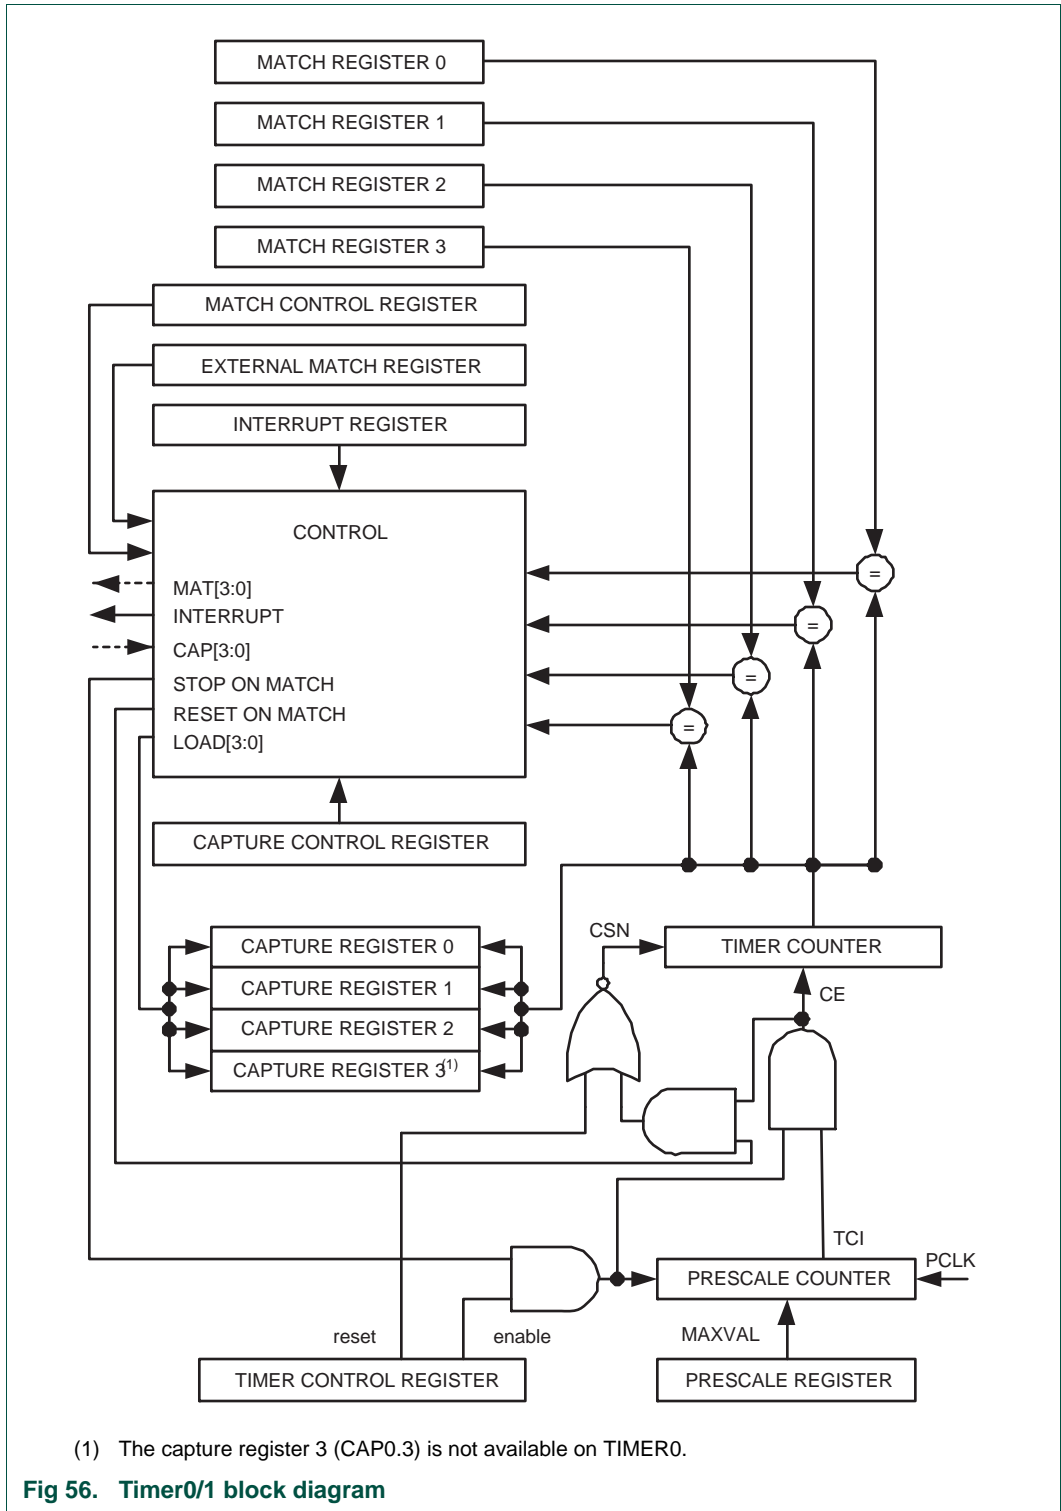 MATCH REGISTER 0
MATCH REGISTER 1
MATCH REGISTER 2
MATCH REGISTER 3
MATCH CONTROL REGISTER
EXTERNAL MATCH REGISTER
INTERRUPT REGISTER
CONTROL
=
=
=
=
MAT[3:0]
INTERRUPT
CAP[3:0]
STOP ON MATCH
RESET ON MATCH
LOAD[3:0]
CAPTURE CONTROL REGISTER
CSN
TIMER COUNTER
CE
CAPTURE REGISTER 0
CAPTURE REGISTER 1
CAPTURE REGISTER 2
CAPTURE REGISTER 3(1)
TCI
PCLK
PRESCALE COUNTER
reset
enable
MAXVAL
TIMER CONTROL REGISTER
PRESCALE REGISTER
(1) The capture register 3 (CAP0.3) is not available on TIMER0.
Fig 56. Timer0/1 block diagram